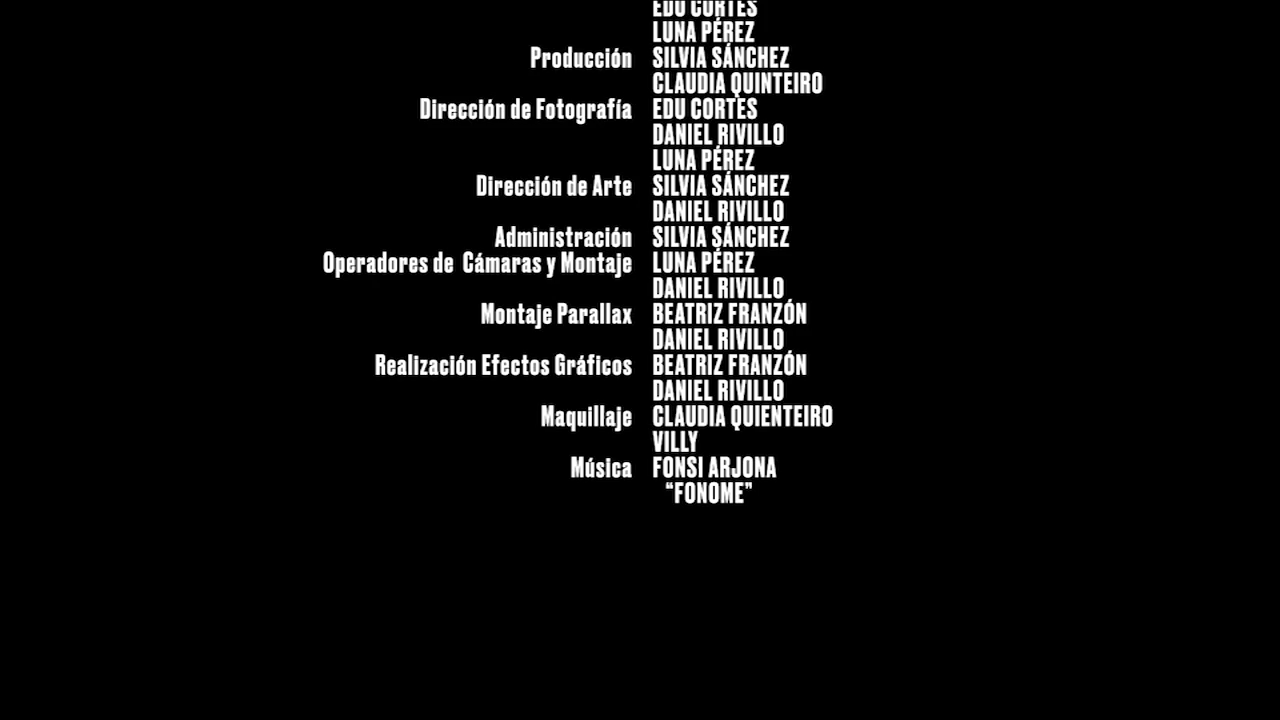 EDU CORTES
LUNA PÉREZ
Producción SILVIA SÁNCHEZ
CLAUDIA QUINTEIRO
Dirección de Fotografía EDU CORTES
DANIEL RIVILLO
LUNA PÉREZ
Dirección de Arte SILVIA SÁNCHEZ
DANIEL RIVILLO
Administración SILVIA SÁNCHEZ
Operadores de Cámaras y Montaje LUNA PÉREZ
DANIEL RIVILLO
Montaje Parallax BEATRIZ FRANZÓN
DANIEL RIVILLO
Realización Efectos Gráficos BEATRIZ FRANZÓN
DANIEL RIVILLO
Maquillaje CLAUDIA QUIENTEIRO
VILLY
Música FONSI ARJONA
“FONOME”